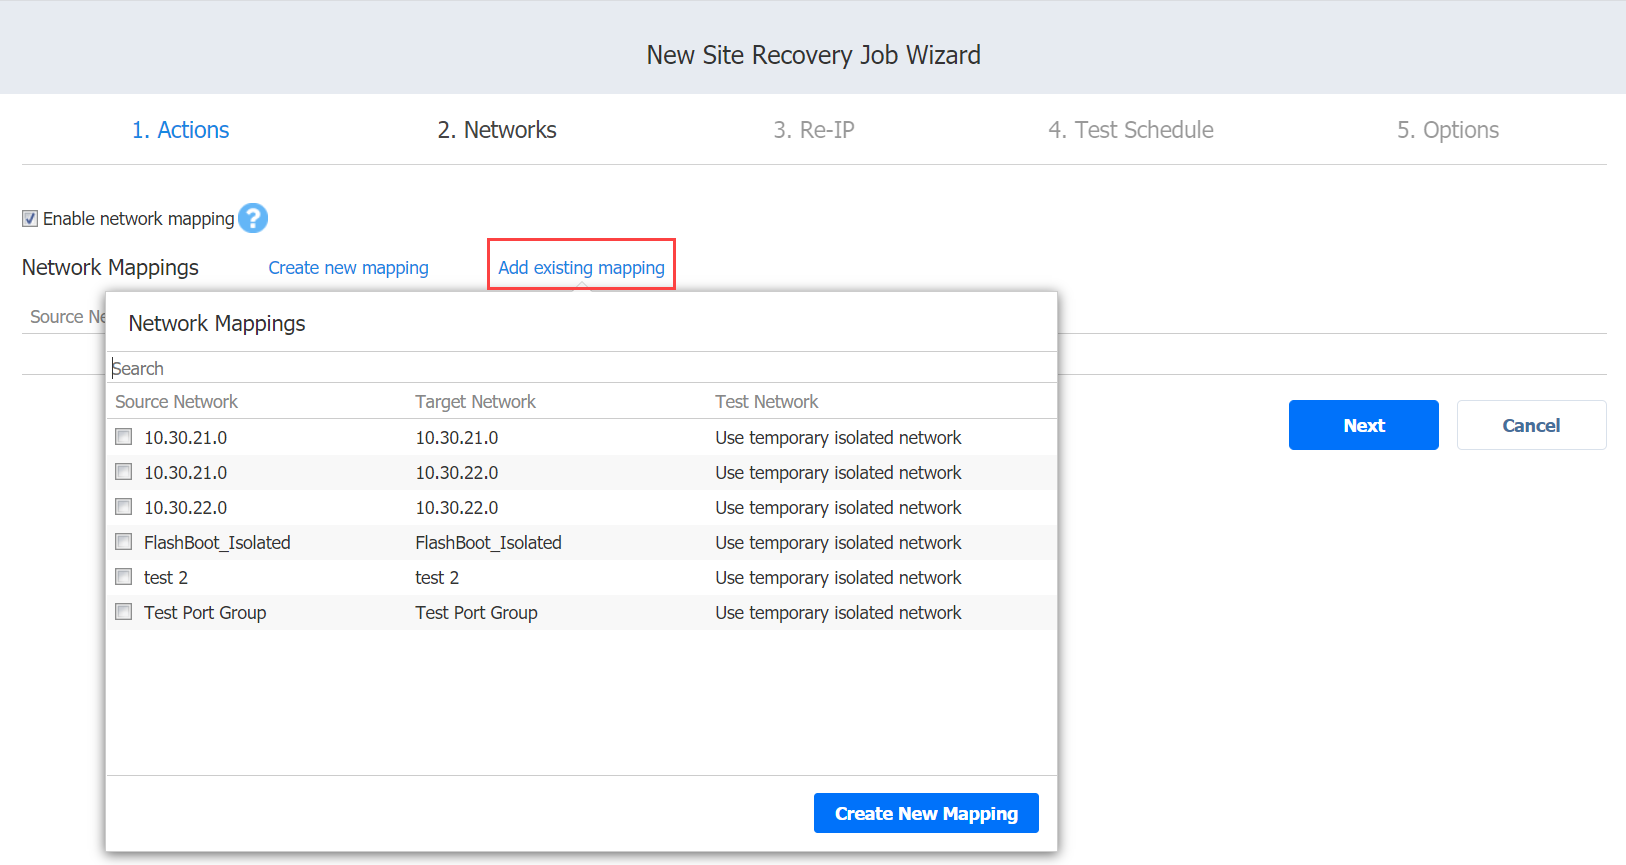 New Site Recovery Job Wizard
1. Actions 2. Networks 3. Re-IP 4. Test Schedule 5. Options
Enable network mapping ?
Network Mappings Create new mapping Add existing mapping
Source Ne
Network Mappings
Search
Source Network Target Network Test Network
10.30.21.0 10.30.21.0 Use temporary isolated network
10.30.21.0 10.30.22.0 Use temporary isolated network
10.30.22.0 10.30.22.0 Use temporary isolated network
FlashBoot_Isolated FlashBoot_Isolated Use temporary isolated network
test 2 test 2 Use temporary isolated network
Test Port Group Test Port Group Use temporary isolated network
Create New Mapping
Next Cancel